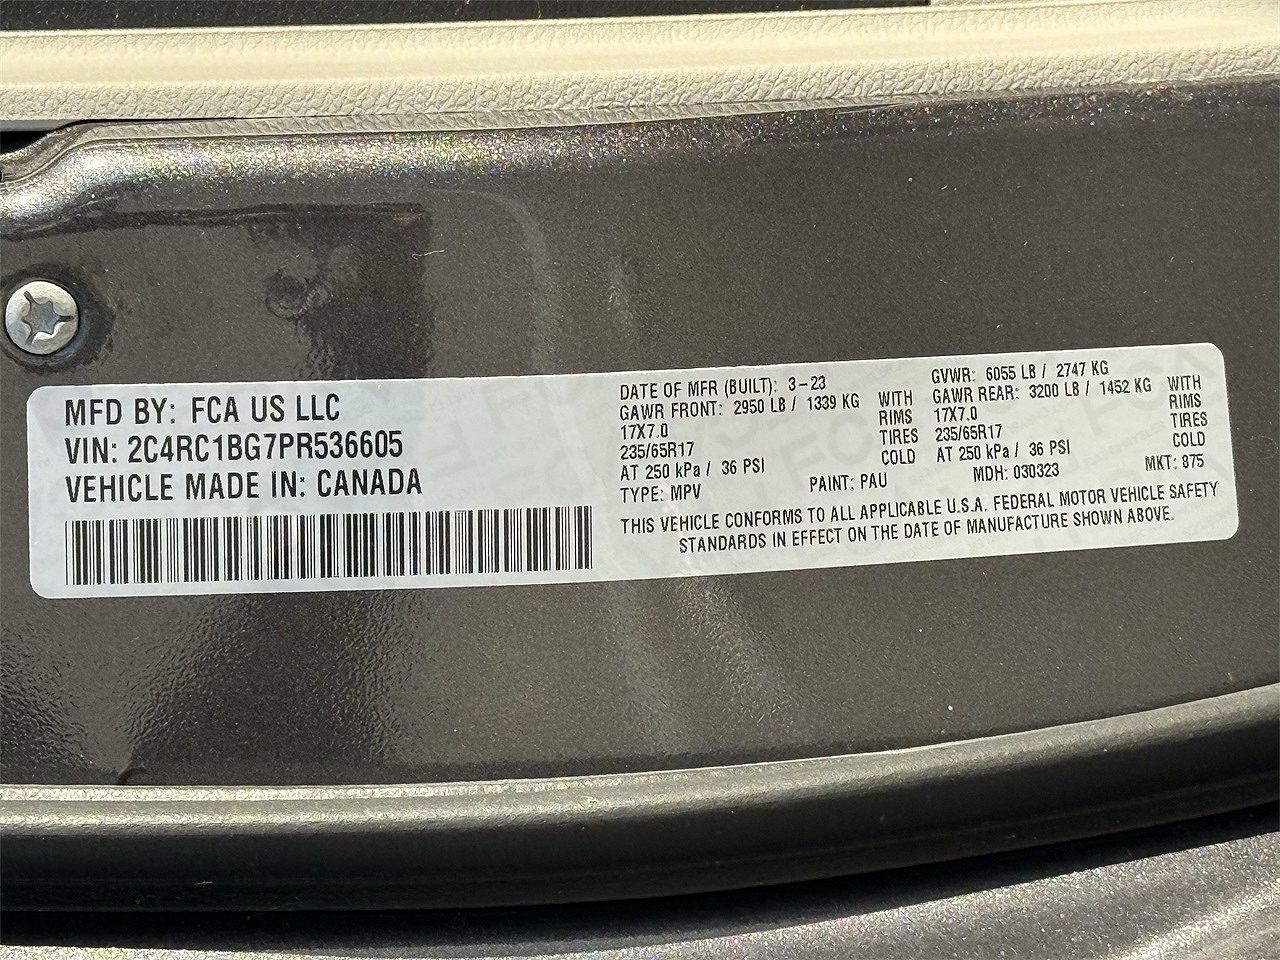 MFD BY: FCA US LLC
VIN: 2C4RC1BG7PR536605
VEHICLE MADE IN: CANADA
DATE OF MFR (BUILT): 3-23
GAWR FRONT: 2950 LB / 1339 KG WITH
17X7.0 RIMS
235/65R17 TIRES
AT 250 kPa / 36 PSI COLD
TYPE: MPV PAINT: PAU
GVWR: 6055 LB / 2747 KG
GAWR REAR: 3200 LB / 1452 KG WITH
17X7.0 RIMS
235/65R17 TIRES
AT 250 kPa / 36 PSI COLD
MDH: 030323 MKT: 875
THIS VEHICLE CONFORMS TO ALL APPLICABLE U.S.A. FEDERAL MOTOR VEHICLE SAFETY
STANDARDS IN EFFECT ON THE DATE OF MANUFACTURE SHOWN ABOVE.